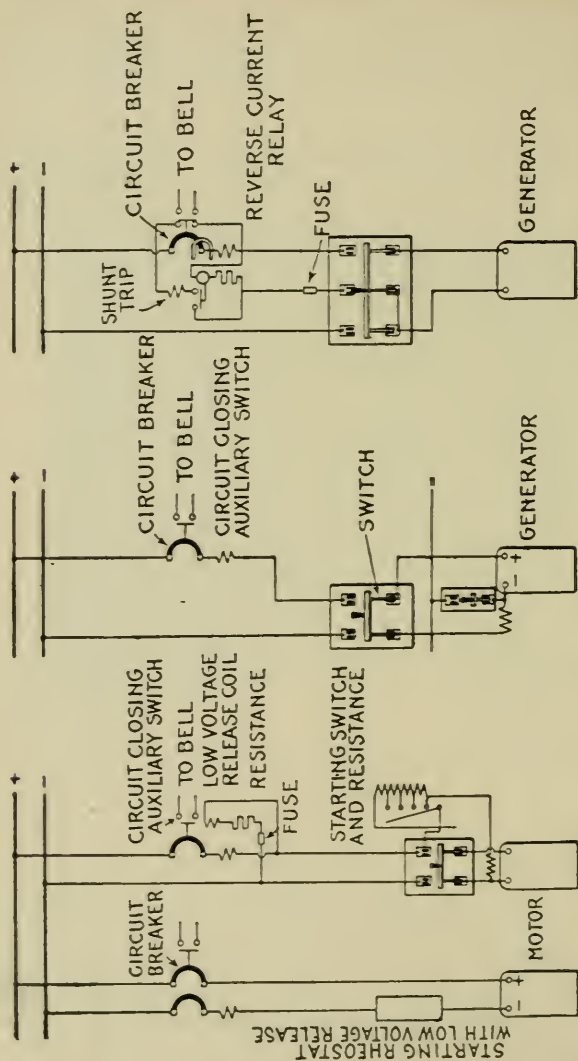 +
−
CIRCUIT
BREAKER
STARTING RHEOSTAT
WITH LOW VOLTAGE RELEASE
− +
MOTOR
CIRCUIT CLOSING
AUXILIARY SWITCH
TO BELL
LOW VOLTAGE
RELEASE COIL
RESISTANCE
FUSE
STARTING SWITCH
AND RESISTANCE
+
−
CIRCUIT BREAKER
TO BELL
CIRCUIT CLOSING
AUXILIARY SWITCH
SWITCH
− +
GENERATOR
+
−
CIRCUIT BREAKER
TO BELL
SHUNT
TRIP
REVERSE CURRENT
RELAY
FUSE
GENERATOR